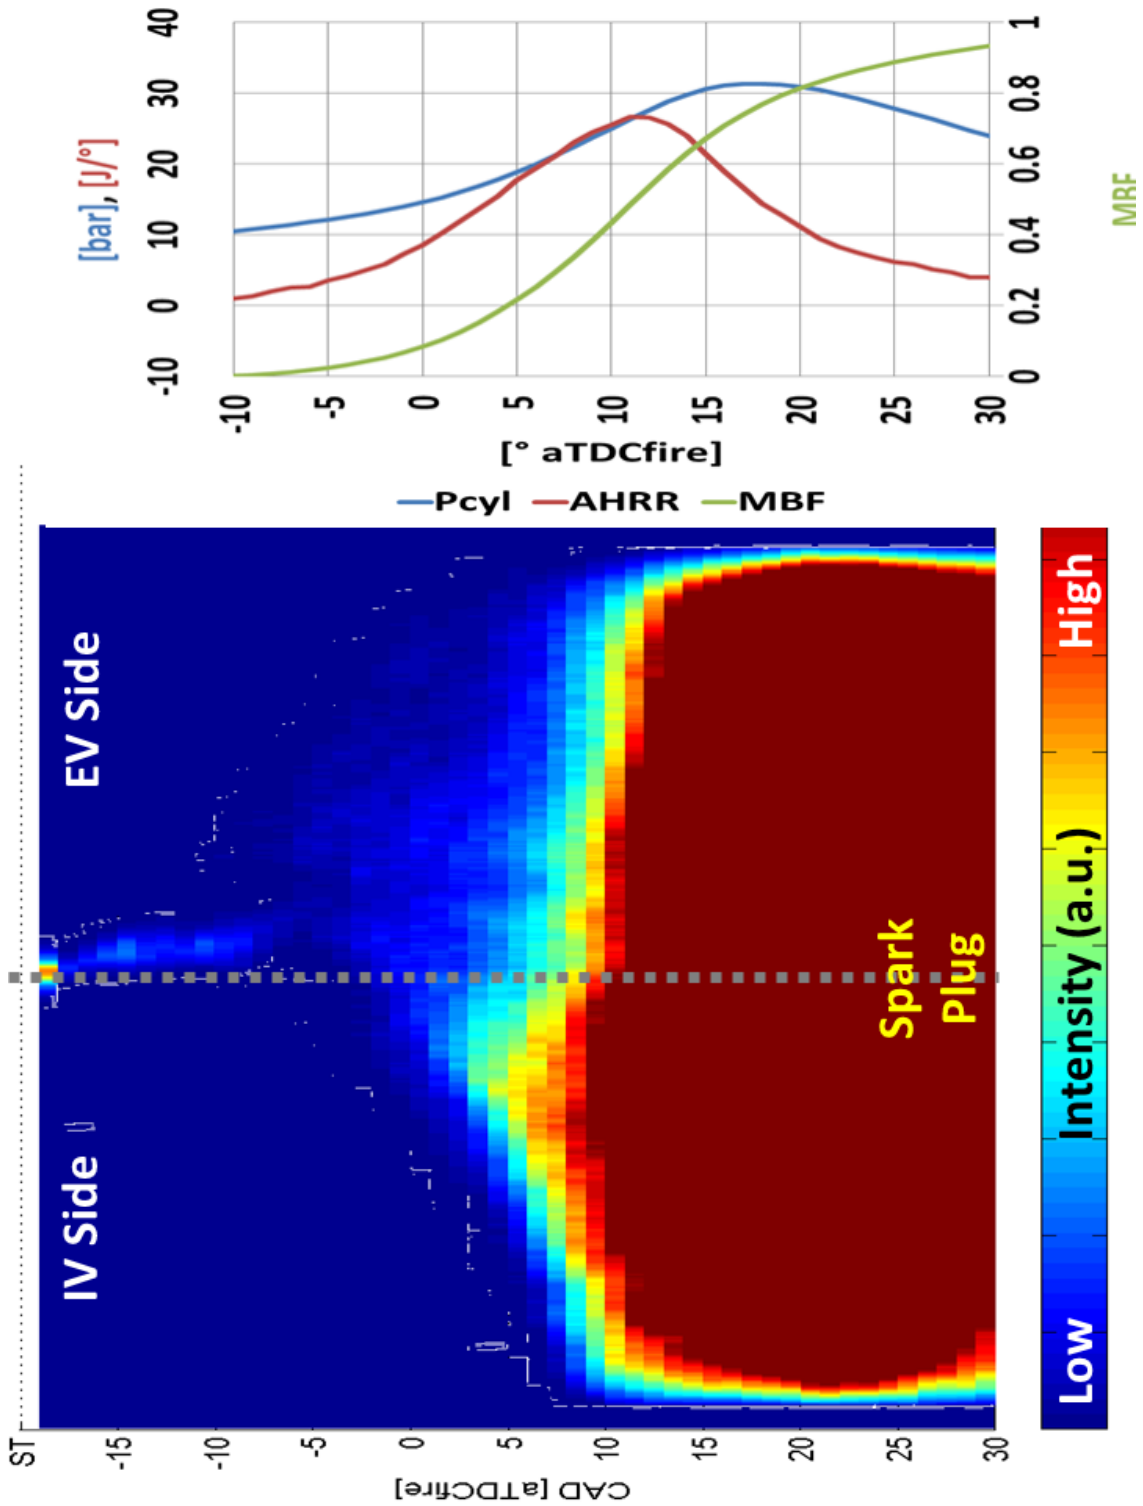 [bar], [J/°]
40
30
20
10
0
-10
1
0.8
0.6
0.4
0.2
0
MBF
-10
-5
0
5
10
15
20
25
30
[° aTDCfire]
Pcyl AHRR MBF
IV Side
EV Side
Spark
Plug
ST
-15
-10
-5
0
5
10
15
20
25
30
CAD [aTDCfire]
Low Intensity (a.u.) High